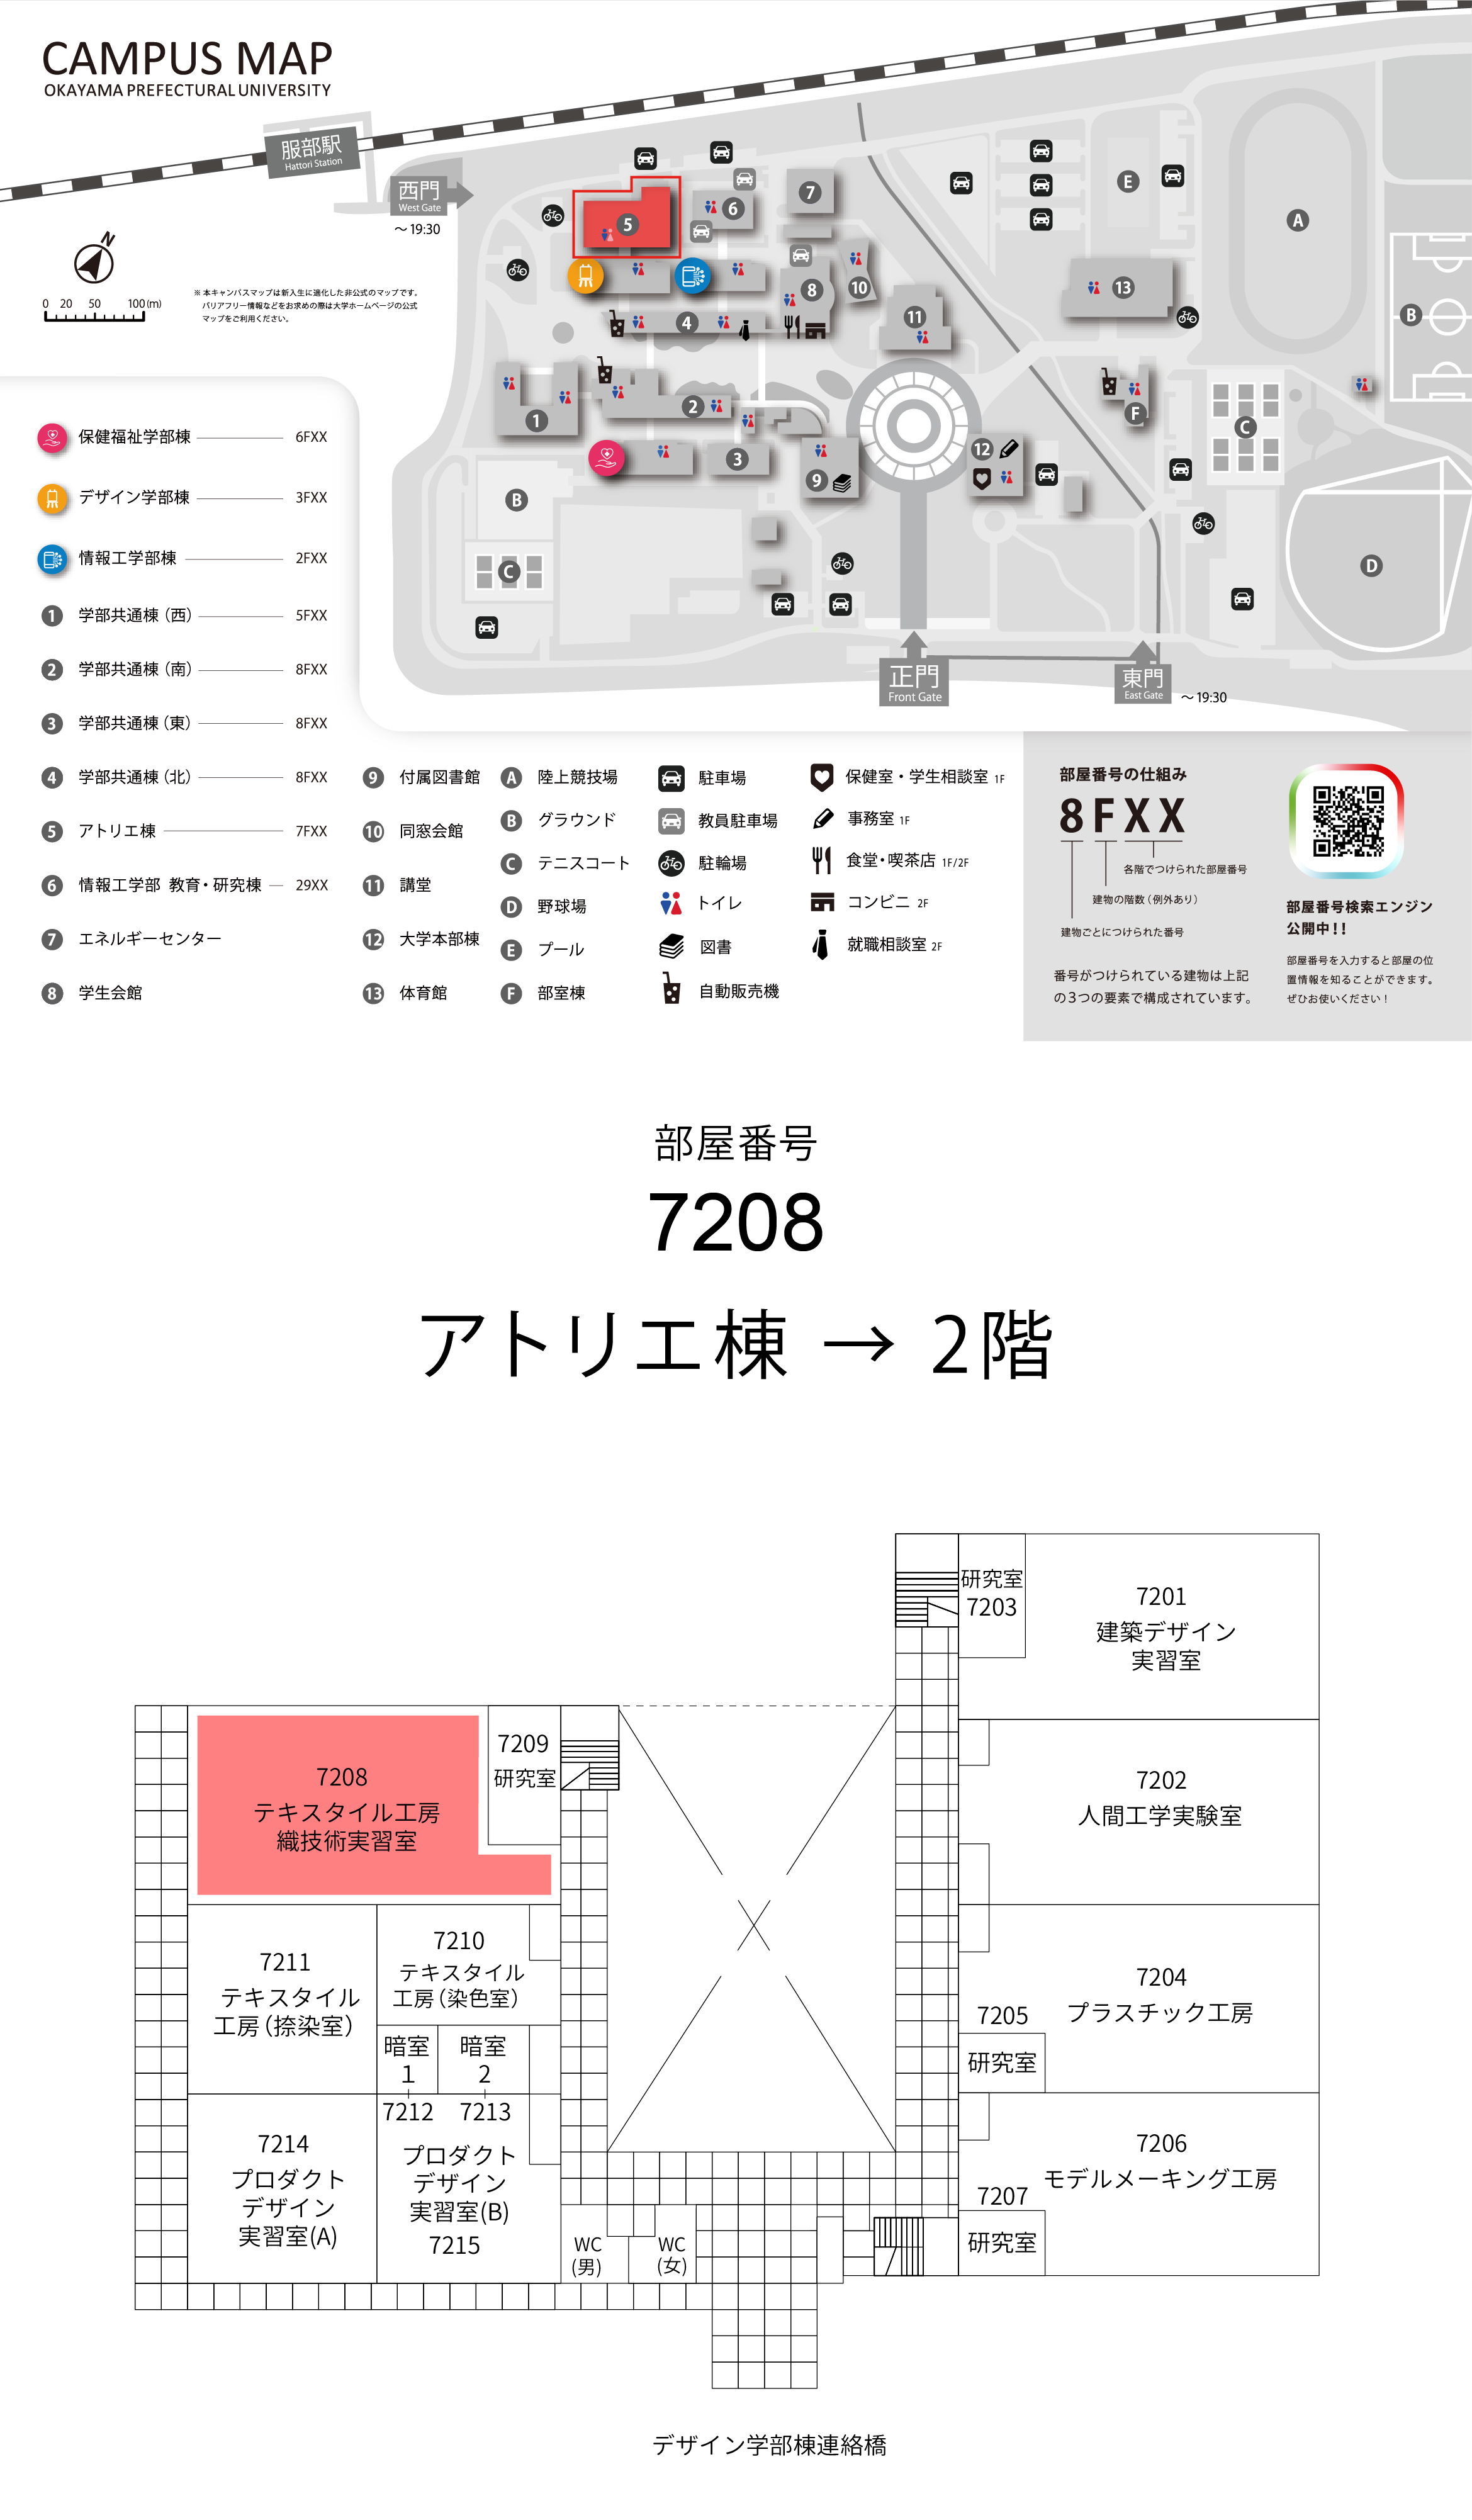 CAMPUS MAP
OKAYAMA PREFECTURAL UNIVERSITY
服部駅
Hattori Station
西門
West Gate
～19:30
N
0 20 50 100(m)
※ 本キャンパスマップは新入生に適化した非公式のマップです。
バリアフリー情報などをお求めの際は大学ホームページの公式
マップをご利用ください。
5
6
7
E
A
8
10
13
11
B
4
1
2
F
C
3
12
9
B
C
D
正門
Front Gate
東門
East Gate
～19:30
保健福祉学部棟 6FXX
デザイン学部棟 3FXX
情報工学部棟 2FXX
1 学部共通棟（西） 5FXX
2 学部共通棟（南） 8FXX
3 学部共通棟（東） 8FXX
4 学部共通棟（北） 8FXX
5 アトリエ棟 7FXX
6 情報工学部 教育・研究棟 29XX
7 エネルギーセンター
8 学生会館
9 付属図書館
10 同窓会館
11 講堂
12 大学本部棟
13 体育館
A 陸上競技場
B グラウンド
C テニスコート
D 野球場
E プール
F 部室棟
駐車場
教員駐車場
駐輪場
トイレ
図書
自動販売機
保健室・学生相談室 1F
事務室 1F
食堂・喫茶店 1F/2F
コンビニ 2F
就職相談室 2F
部屋番号の仕組み
8FXX
各階でつけられた部屋番号
建物の階数（例外あり）
建物ごとにつけられた番号
番号がつけられている建物は上記
の３つの要素で構成されています。
部屋番号検索エンジン
公開中！！
部屋番号を入力すると部屋の位
置情報を知ることができます。
ぜひお使いください！
部屋番号
7208
アトリエ棟 → 2階
研究室
7203
7201
建築デザイン
実習室
7209
研究室
7208
テキスタイル工房
織技術実習室
7202
人間工学実験室
7211
テキスタイル
工房（捺染室）
7210
テキスタイル
工房（染色室）
7204
プラスチック工房
7205
研究室
暗室
1
暗室
2
7212
7213
7214
プロダクト
デザイン
実習室(A)
プロダクト
デザイン
実習室(B)
7215
7206
モデルメーキング工房
7207
研究室
WC
(男)
WC
(女)
デザイン学部棟連絡橋